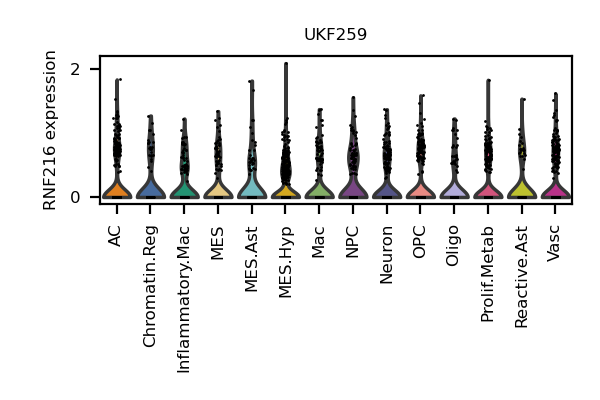 UKF259
RNF216 expression
2
0
AC
Chromatin.Reg
Inflammatory.Mac
MES
MES.Ast
MES.Hyp
Mac
NPC
Neuron
OPC
Oligo
Prolif.Metab
Reactive.Ast
Vasc